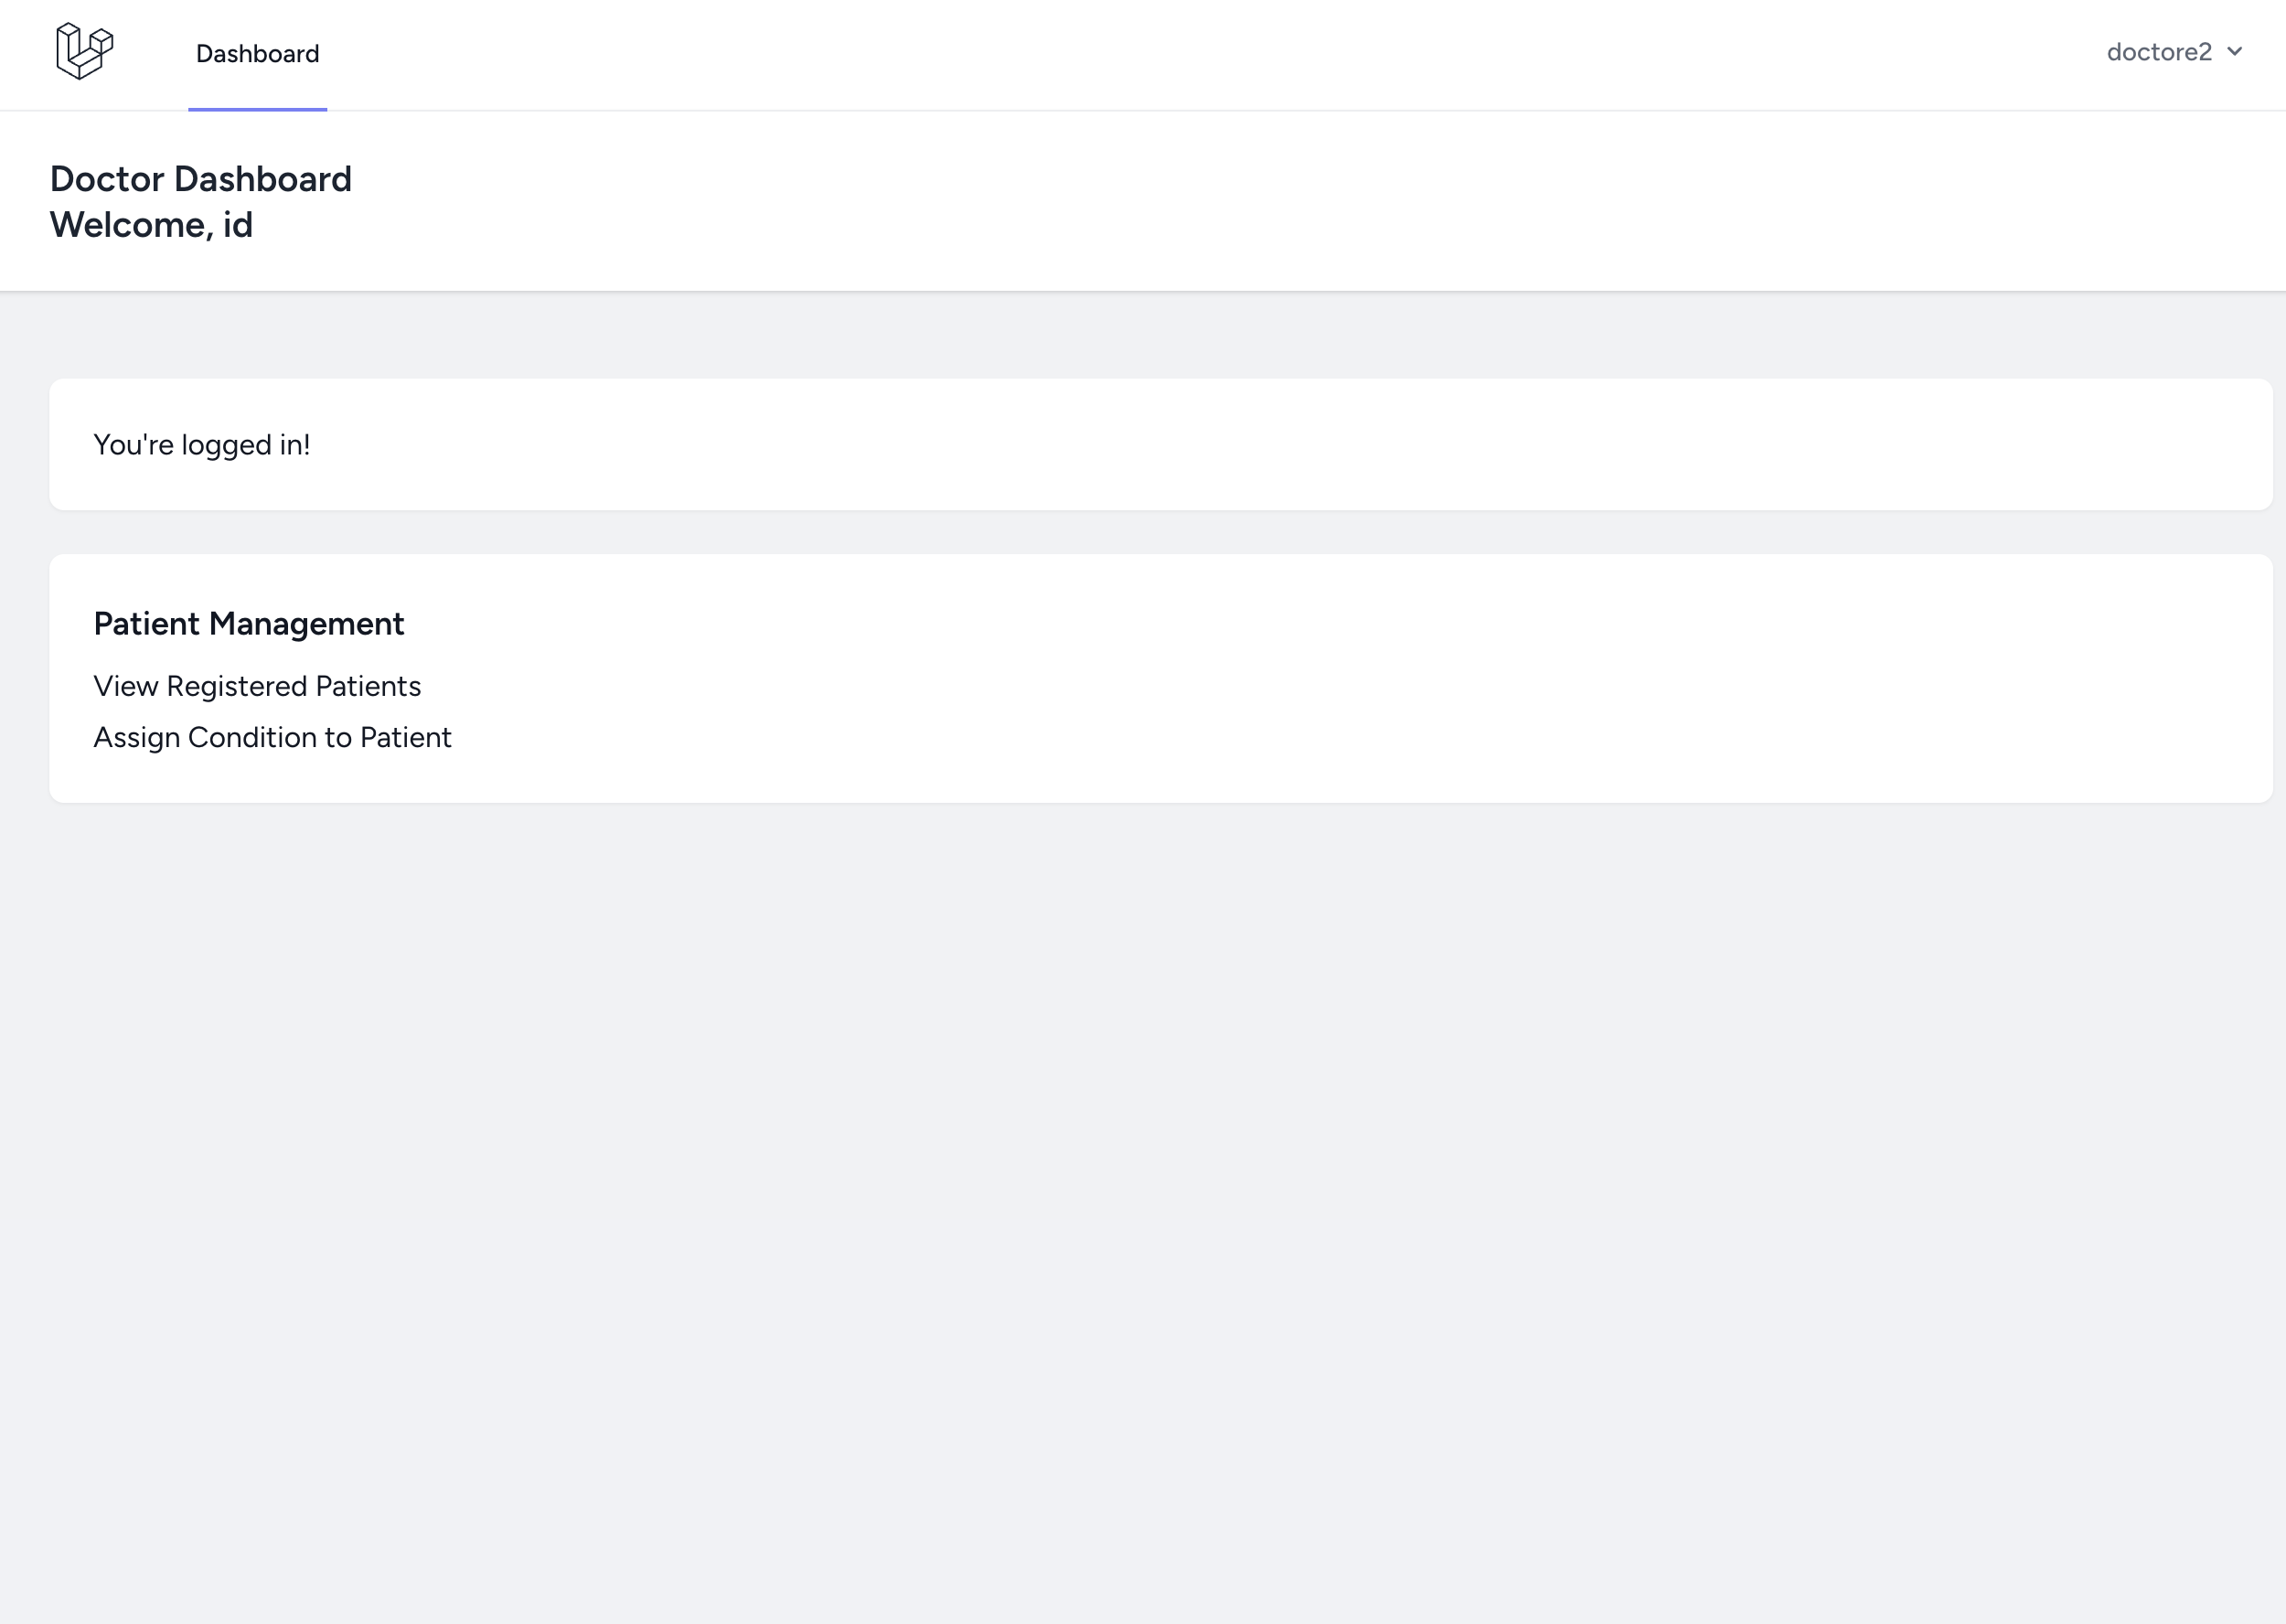 Dashboard
doctore2
Doctor Dashboard
Welcome, id
You're logged in!
Patient Management
View Registered Patients
Assign Condition to Patient